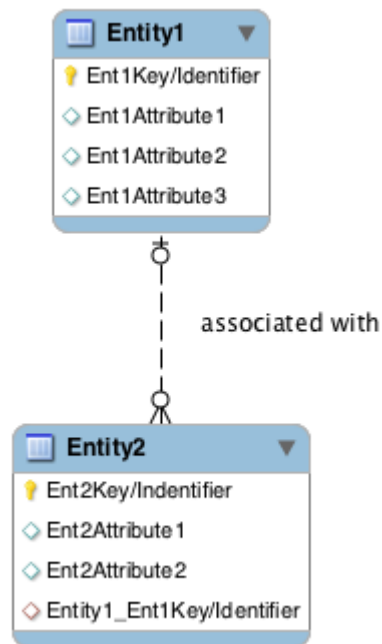 Entity1
Ent1Key/Identifier
Ent1Attribute1
Ent1Attribute2
Ent1Attribute3
associated with
Entity2
Ent2Key/Indentifier
Ent2Attribute1
Ent2Attribute2
Entity1_Ent1Key/Identifier